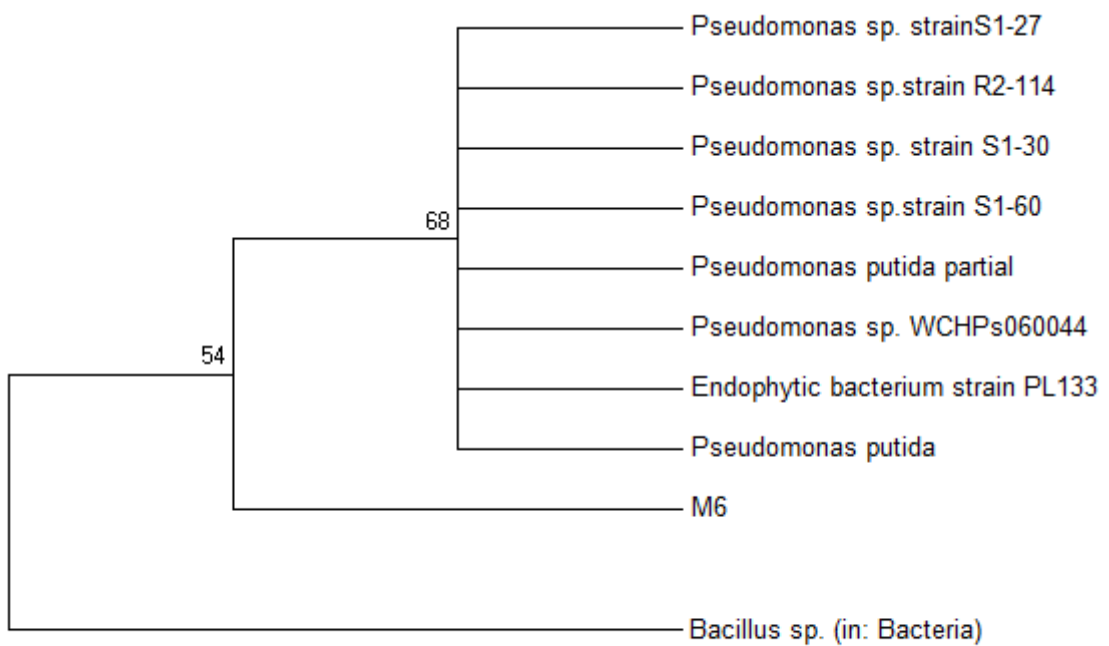 Pseudomonas sp. strainS1-27
Pseudomonas sp.strain R2-114
Pseudomonas sp. strain S1-30
Pseudomonas sp.strain S1-60
68
Pseudomonas putida partial
Pseudomonas sp. WCHPs060044
54
Endophytic bacterium strain PL133
Pseudomonas putida
M6
Bacillus sp. (in: Bacteria)